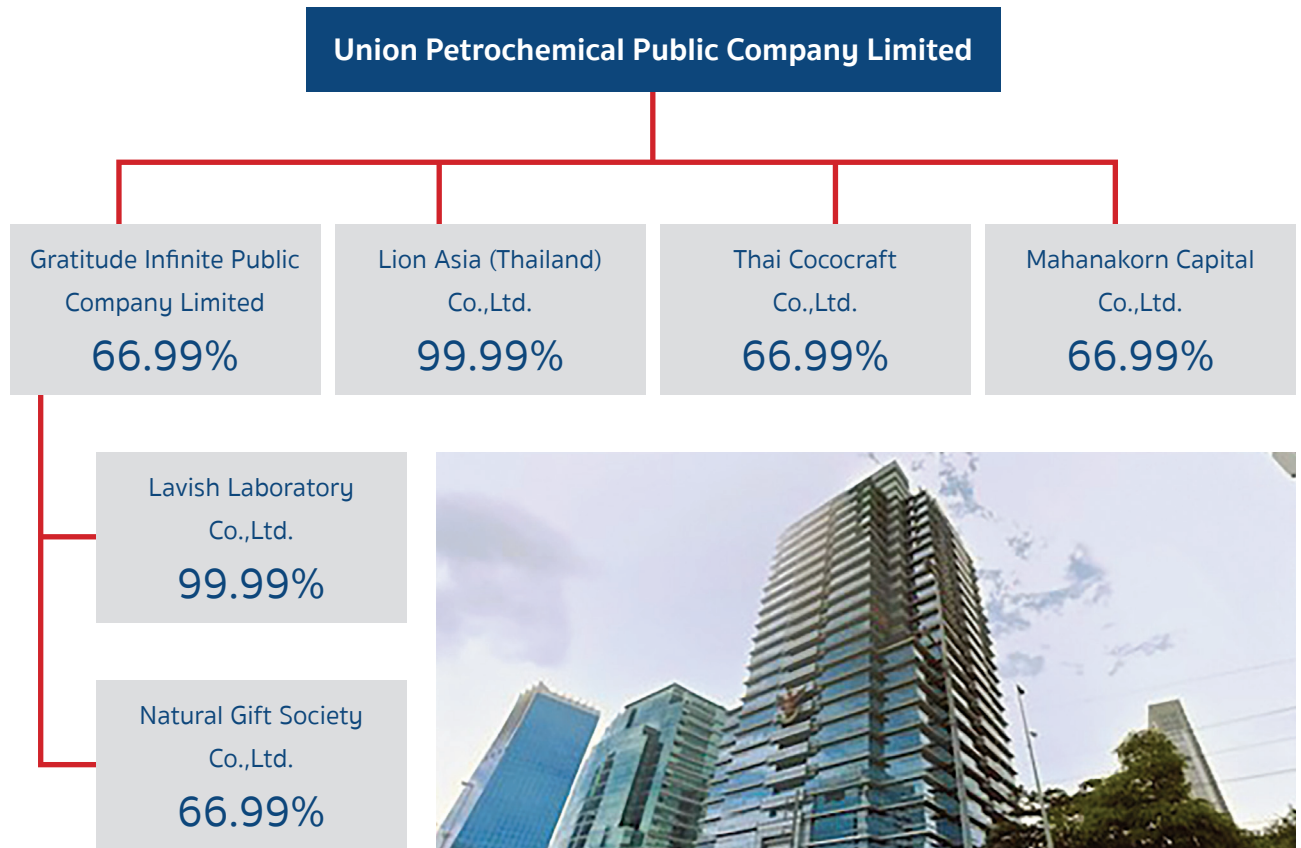 Union Petrochemical Public Company Limited
Gratitude Infinite Public
Company Limited
66.99%
Lion Asia (Thailand)
Co.,Ltd.
99.99%
Thai Cococraft
Co.,Ltd.
66.99%
Mahanakorn Capital
Co.,Ltd.
66.99%
Lavish Laboratory
Co.,Ltd.
99.99%
Natural Gift Society
Co.,Ltd.
66.99%